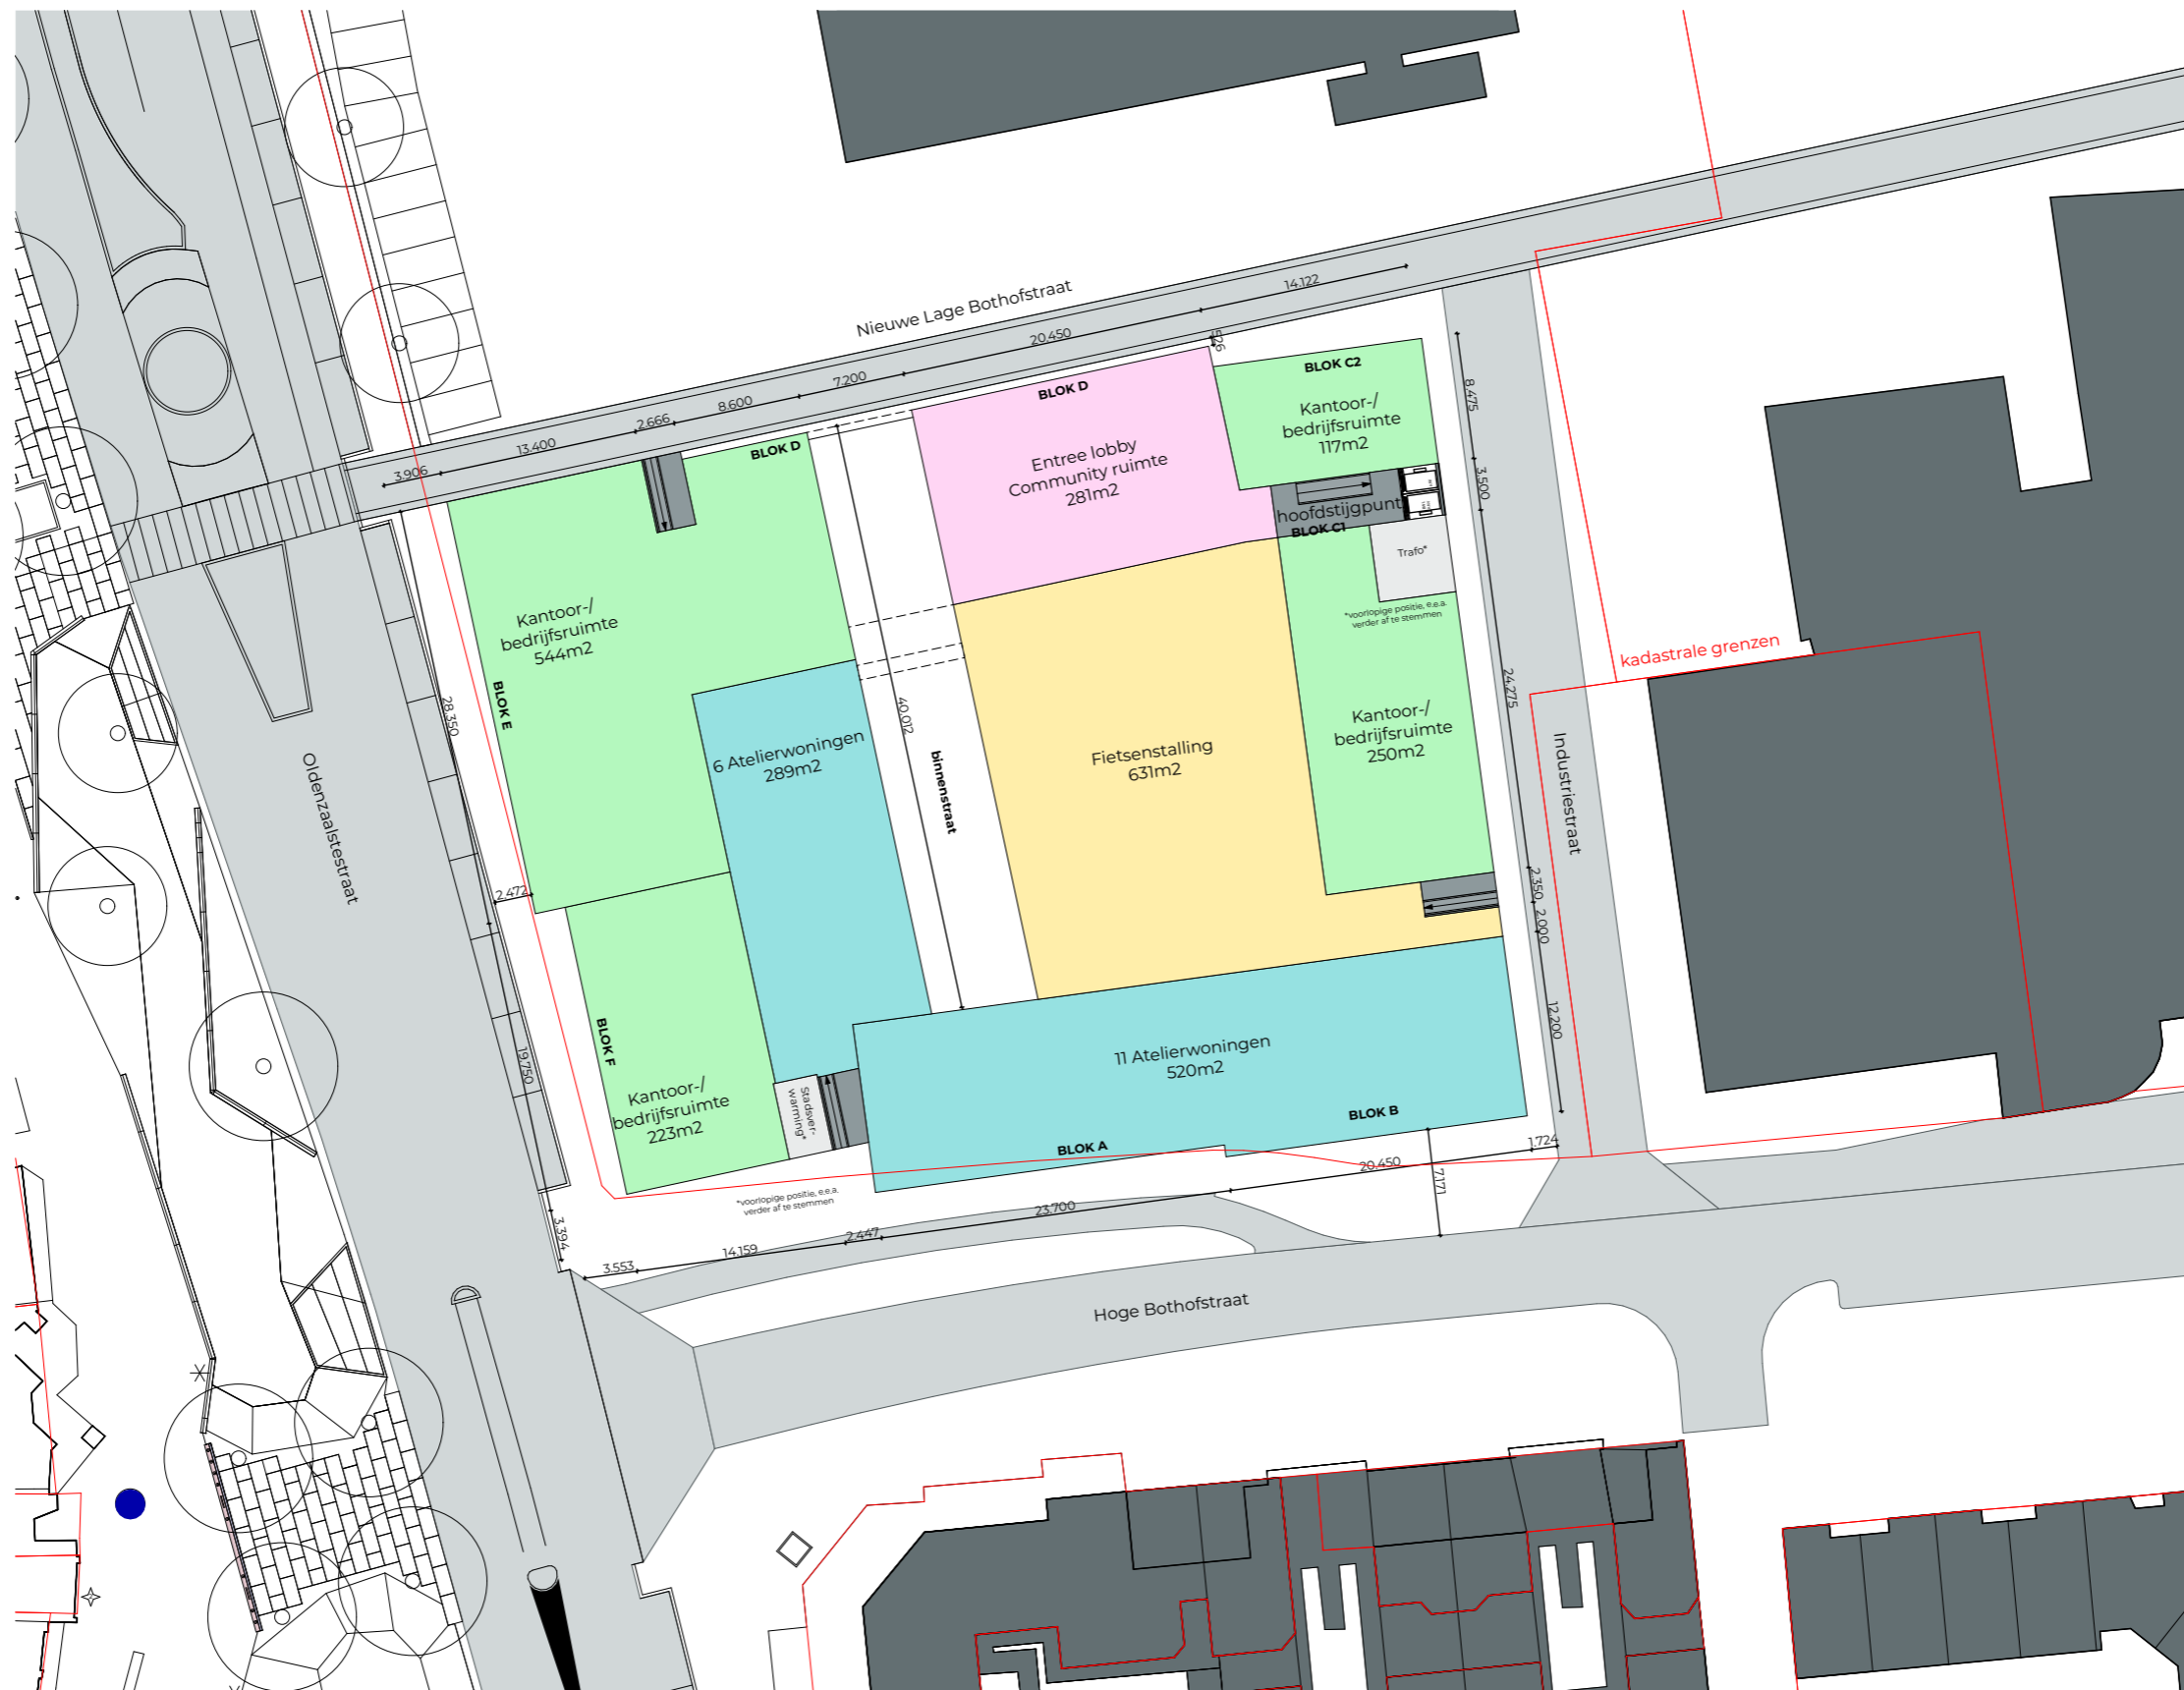 Nieuwe Lage Bothofstraat
14.122
20.450
7.200
8.600
2.666
13.400
3.906
526
BLOK D
BLOK C2
Kantoor-/
bedrijfsruimte
117m2
BLOK D
Entree lobby
Community ruimte
281m2
8.475
3.500
hoofdstijgpunt
BLOK C1
Trafo*
*voorlopige positie, e.e.a.
verder af te stemmen
Kantoor-/
bedrijfsruimte
544m2
BLOK E
28.350
Oldenzaalstestraat
6 Atelierwoningen
289m2
40.012
binnenstraat
Fietsenstalling
631m2
Kantoor-/
bedrijfsruimte
250m2
24.275
kadastrale grenzen
Industriestraat
2.472
2.350
2.000
12.200
BLOK F
19.750
Kantoor-/
bedrijfsruimte
223m2
Stadsver-
warming*
11 Atelierwoningen
520m2
BLOK B
BLOK A
1.724
20.450
7.171
*voorlopige positie, e.e.a.
verder af te stemmen
23.700
2.447
14.159
3.553
3.394
Hoge Bothofstraat